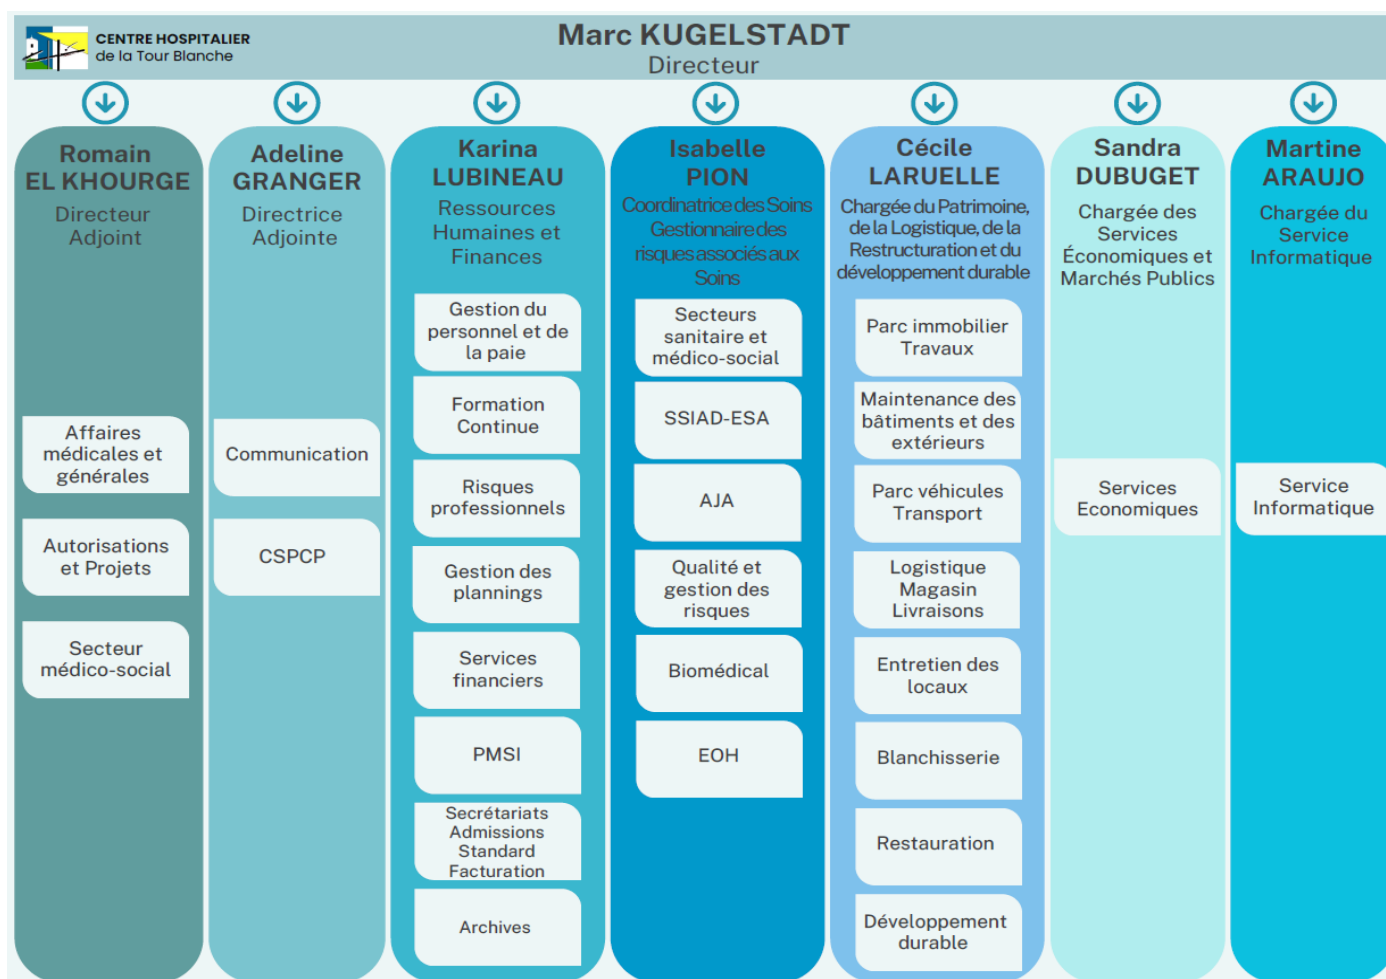 CENTRE HOSPITALIER
de la Tour Blanche
Marc KUGELSTADT
Directeur
Romain
EL KHOURGE
Directeur
Adjoint
Affaires
médicales et
générales
Autorisations
et Projets
Secteur
médico-social
Adeline
GRANGER
Directrice
Adjointe
Communication
CSPCP
Karina
LUBINEAU
Ressources
Humaines et
Finances
Gestion du
personnel et de
la paie
Formation
Continue
Risques
professionnels
Gestion des
plannings
Services
financiers
PMSI
Secrétariats
Admissions
Standard
Facturation
Archives
Isabelle
PION
Coordinatrice des Soins
Gestionnaire des
risques associés aux
Soins
Secteurs
sanitaire et
médico-social
SSIAD-ESA
AJA
Qualité et
gestion des
risques
Biomédical
EOH
Cécile
LARUELLE
Chargée du Patrimoine,
de la Logistique, de la
Restructuration et du
développement durable
Parc immobilier
Travaux
Maintenance des
bâtiments et des
extérieurs
Parc véhicules
Transport
Logistique
Magasin
Livraisons
Entretien des
locaux
Blanchisserie
Restauration
Développement
durable
Sandra
DUBUGET
Chargée des
Services
Économiques et
Marchés Publics
Services
Economiques
Martine
ARAUJO
Chargée du
Service
Informatique
Service
Informatique